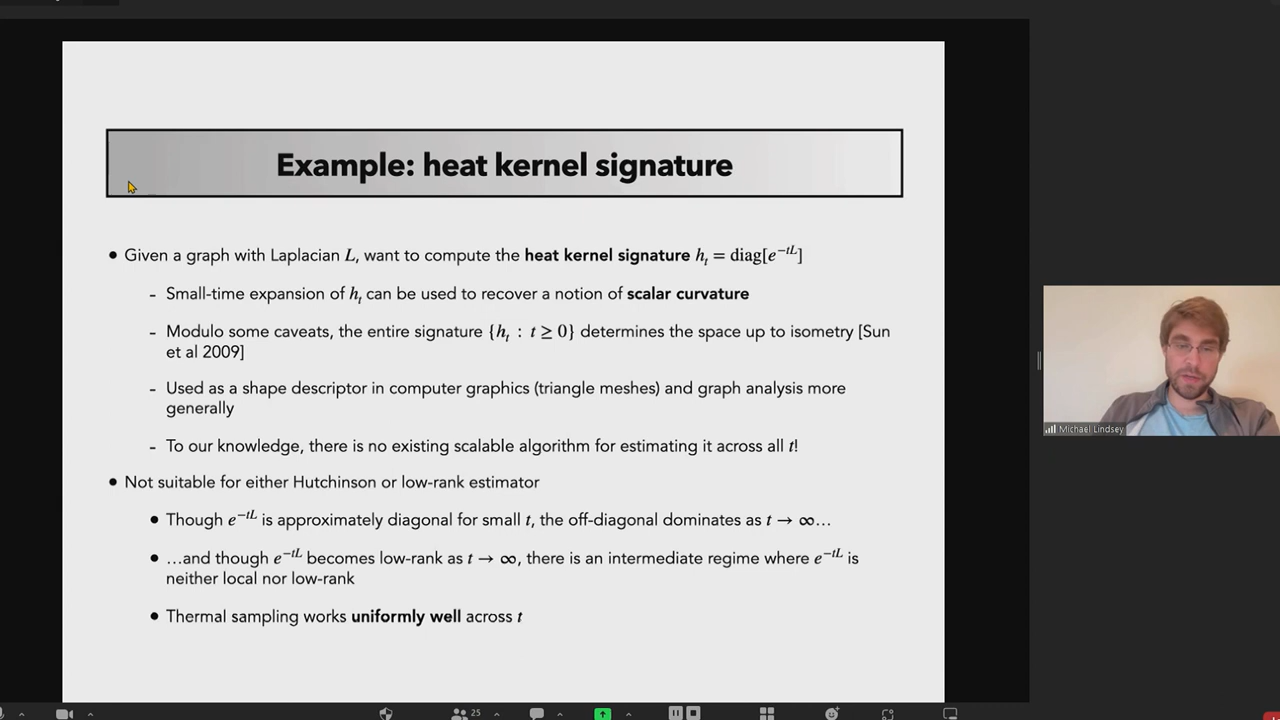 Example: heat kernel signature
● Given a graph with Laplacian L, want to compute the heat kernel signature hₜ = diag[e^{−tL}]
- Small-time expansion of hₜ can be used to recover a notion of scalar curvature
- Modulo some caveats, the entire signature {hₜ : t ≥ 0} determines the space up to isometry [Sun
et al 2009]
- Used as a shape descriptor in computer graphics (triangle meshes) and graph analysis more
generally
- To our knowledge, there is no existing scalable algorithm for estimating it across all t!
● Not suitable for either Hutchinson or low-rank estimator
● Though e^{−tL} is approximately diagonal for small t, the off-diagonal dominates as t → ∞…
● …and though e^{−tL} becomes low-rank as t → ∞, there is an intermediate regime where e^{−tL} is
neither local nor low-rank
● Thermal sampling works uniformly well across t
Michael Lindsey
25